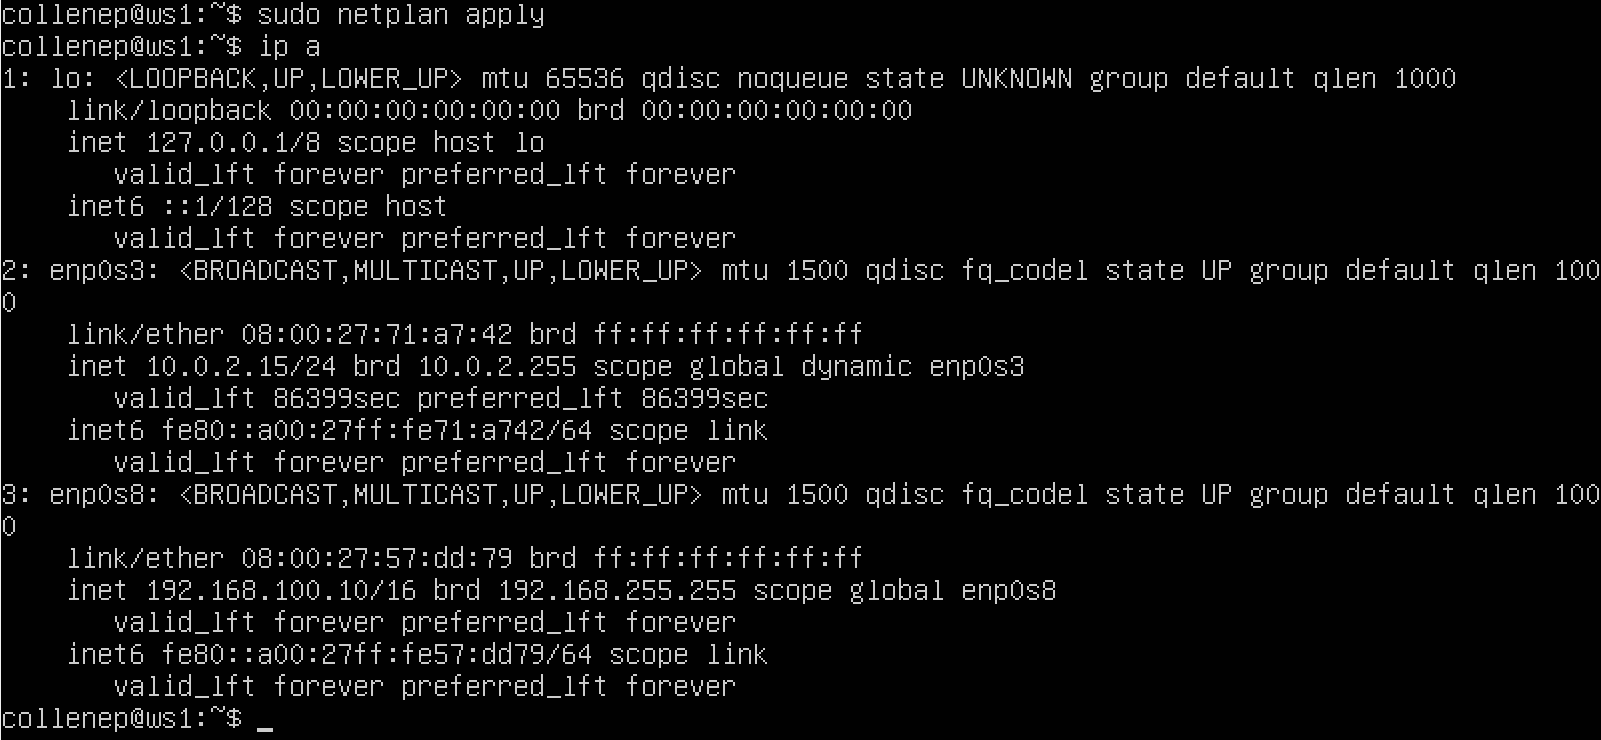 collenep@ws1:~$ sudo netplan apply
collenep@ws1:~$ ip a
1: lo: <LOOPBACK,UP,LOWER_UP> mtu 65536 qdisc noqueue state UNKNOWN group default qlen 1000
    link/loopback 00:00:00:00:00:00 brd 00:00:00:00:00:00
    inet 127.0.0.1/8 scope host lo
       valid_lft forever preferred_lft forever
    inet6 ::1/128 scope host
       valid_lft forever preferred_lft forever
2: enp0s3: <BROADCAST,MULTICAST,UP,LOWER_UP> mtu 1500 qdisc fq_codel state UP group default qlen 100
0
    link/ether 08:00:27:71:a7:42 brd ff:ff:ff:ff:ff:ff
    inet 10.0.2.15/24 brd 10.0.2.255 scope global dynamic enp0s3
       valid_lft 86399sec preferred_lft 86399sec
    inet6 fe80::a00:27ff:fe71:a742/64 scope link
       valid_lft forever preferred_lft forever
3: enp0s8: <BROADCAST,MULTICAST,UP,LOWER_UP> mtu 1500 qdisc fq_codel state UP group default qlen 100
0
    link/ether 08:00:27:57:dd:79 brd ff:ff:ff:ff:ff:ff
    inet 192.168.100.10/16 brd 192.168.255.255 scope global enp0s8
       valid_lft forever preferred_lft forever
    inet6 fe80::a00:27ff:fe57:dd79/64 scope link
       valid_lft forever preferred_lft forever
collenep@ws1:~$ _